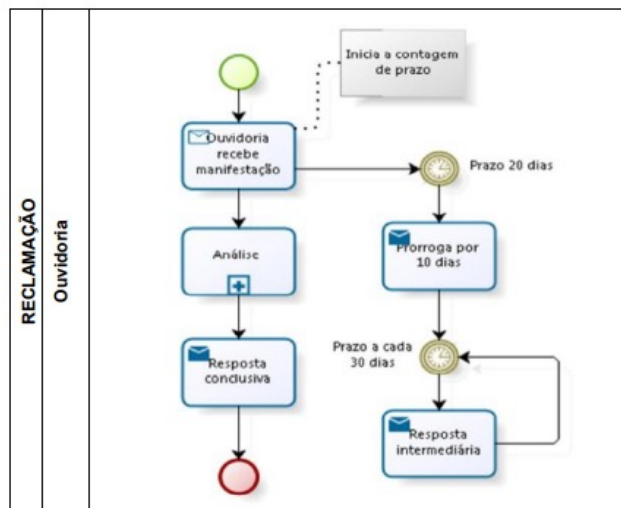 RECLAMAÇÃO
Ouvidoria
Inicia a contagem
de prazo
Ouvidoria
recebe
manifestação
Prazo 20 dias
Análise
Prorroga por
10 dias
Prazo a cada
30 dias
Resposta
conclusiva
Resposta
intermediária